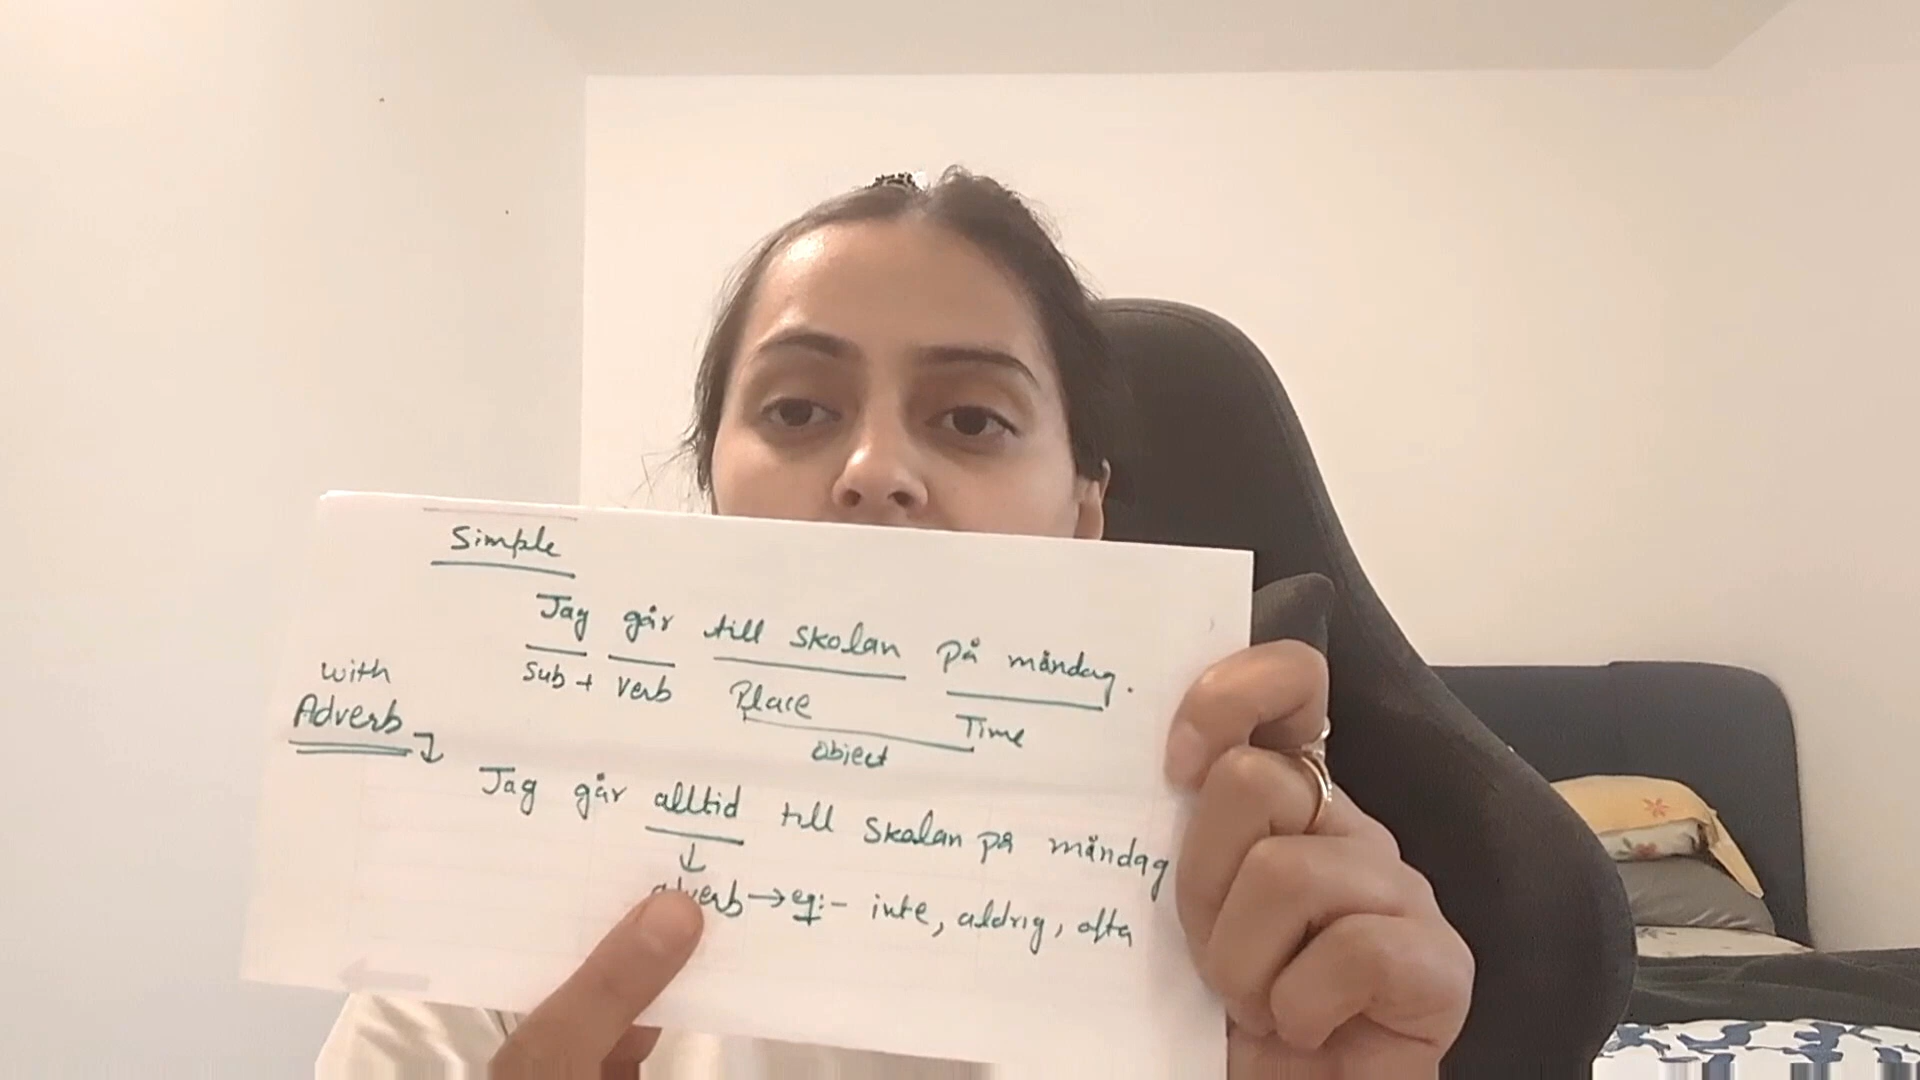 Simple
Jag går till skolan på måndag.
Sub + Verb Place Time
object
with
Adverb
Jag går alltid till skolan på måndag
adverb → eg:- inte, aldrig, ofta